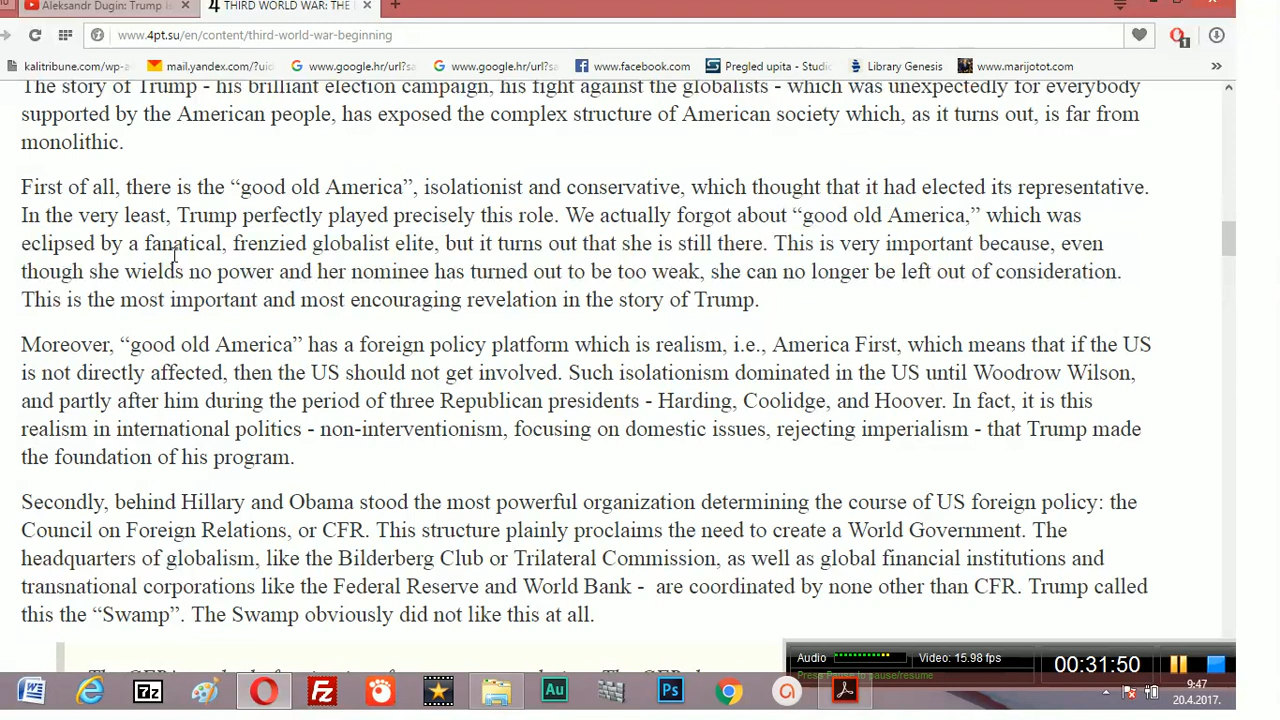 Aleksandr Dugin: Trump is
4 THIRD WORLD WAR: THE
www.4pt.su/en/content/third-world-war-beginning
1
kalitribune.com/wp-a
mail.yandex.com/?uid
www.google.hr/url?sa
www.google.hr/url?sa
www.facebook.com
Pregled upita - Studi
Library Genesis
www.marijotot.com
The story of Trump - his brilliant election campaign, his fight against the globalists - which was unexpectedly for everybody
supported by the American people, has exposed the complex structure of American society which, as it turns out, is far from
monolithic.
First of all, there is the “good old America”, isolationist and conservative, which thought that it had elected its representative.
In the very least, Trump perfectly played precisely this role. We actually forgot about “good old America,” which was
eclipsed by a fanatical, frenzied globalist elite, but it turns out that she is still there. This is very important because, even
though she wields no power and her nominee has turned out to be too weak, she can no longer be left out of consideration.
This is the most important and most encouraging revelation in the story of Trump.
Moreover, “good old America” has a foreign policy platform which is realism, i.e., America First, which means that if the US
is not directly affected, then the US should not get involved. Such isolationism dominated in the US until Woodrow Wilson,
and partly after him during the period of three Republican presidents - Harding, Coolidge, and Hoover. In fact, it is this
realism in international politics - non-interventionism, focusing on domestic issues, rejecting imperialism - that Trump made
the foundation of his program.
Secondly, behind Hillary and Obama stood the most powerful organization determining the course of US foreign policy: the
Council on Foreign Relations, or CFR. This structure plainly proclaims the need to create a World Government. The
headquarters of globalism, like the Bilderberg Club or Trilateral Commission, as well as global financial institutions and
transnational corporations like the Federal Reserve and World Bank - are coordinated by none other than CFR. Trump called
this the “Swamp”. The Swamp obviously did not like this at all.
Audio
Video: 15.98 fps
00:31:50
Press Pause to pause/resume
7z
Au
Ps
9:47
20.4.2017.